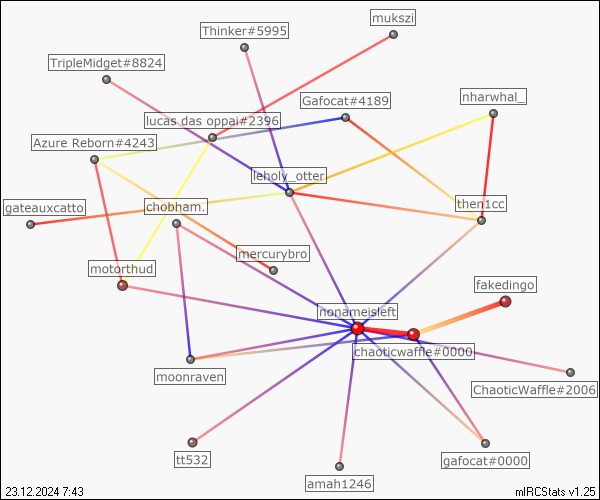 mukszi
Thinker#5995
TripleMidget#8824
Gafocat#4189
nharwhal_
lucas das oppai#2396
Azure Reborn#4243
leholy_otter
gateauxcatto
chobham.
then1cc
mercurybro
motorthud
fakedingo
nonameisleft
chaoticwaffle#0000
moonraven
ChaoticWaffle#2006
tt532
gafocat#0000
amah1246
23.12.2024 7:43
mIRCStats v1.25